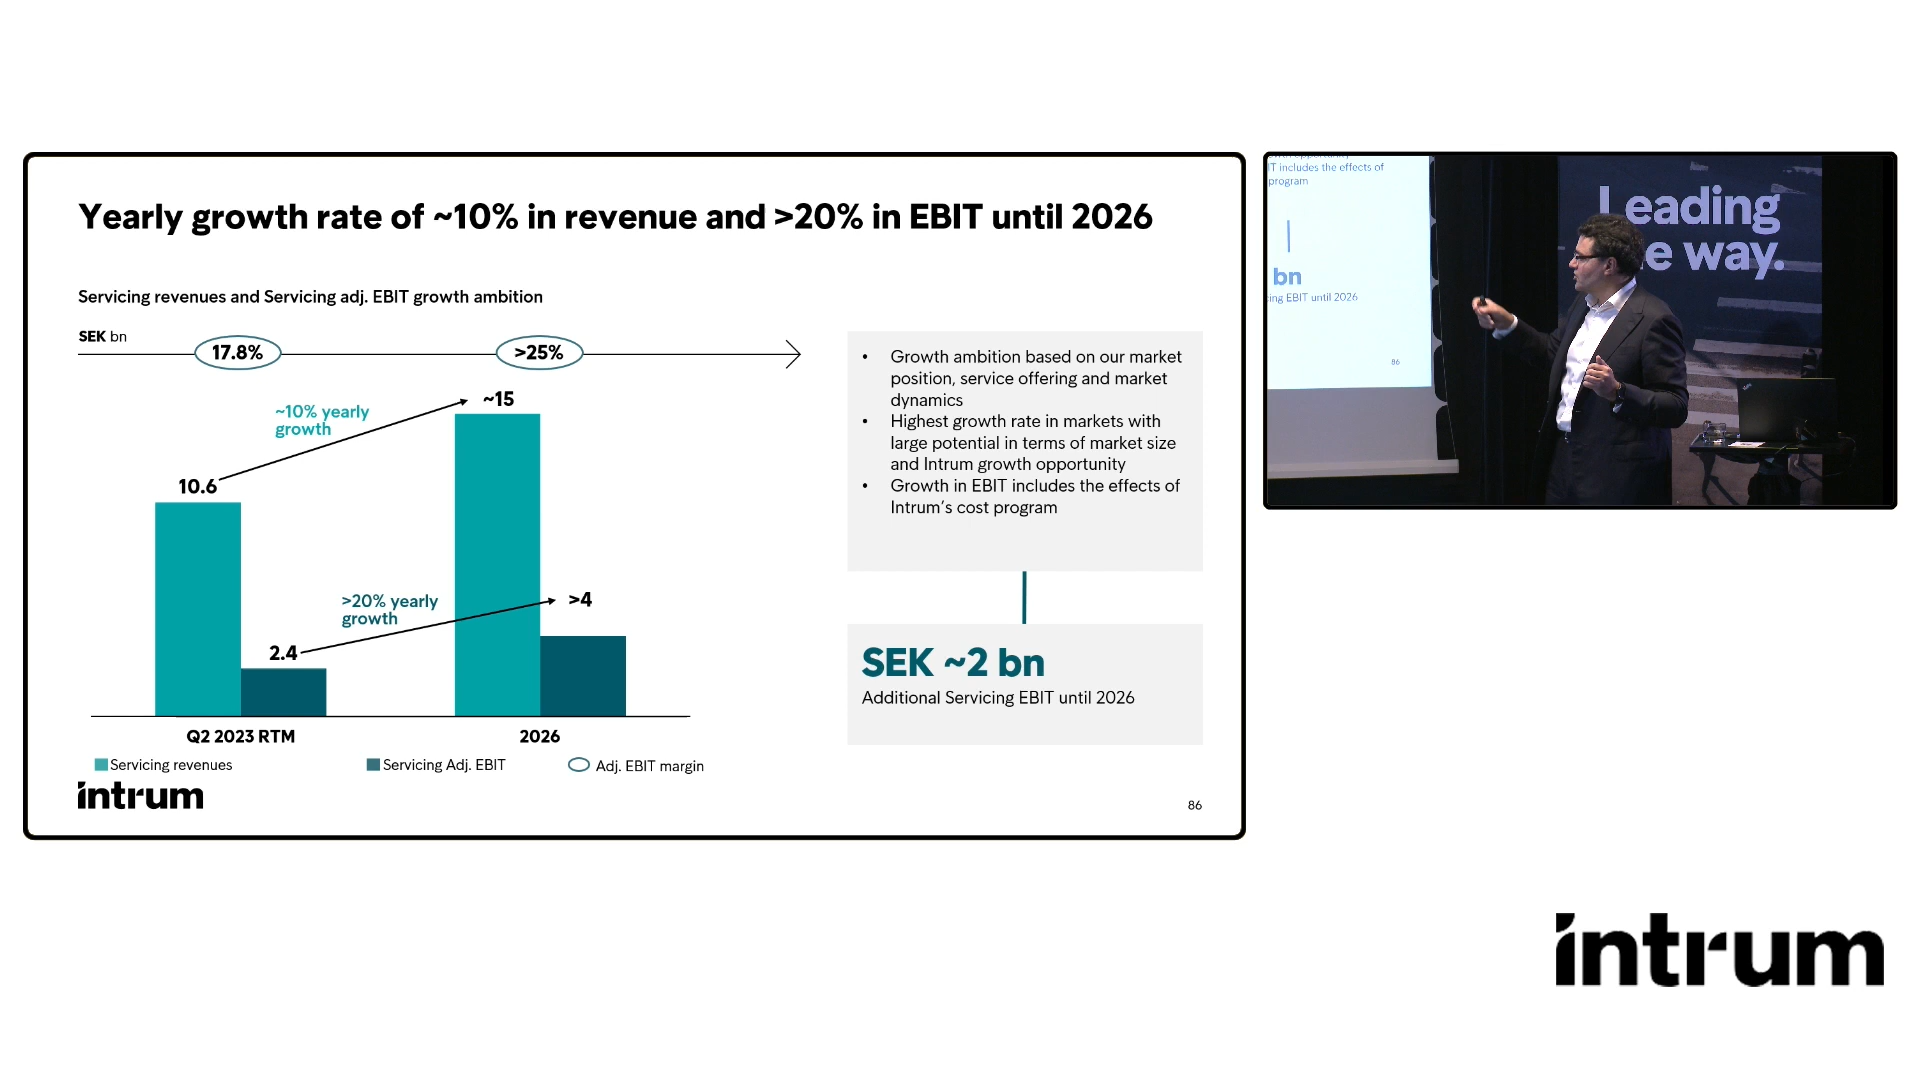 Yearly growth rate of ~10% in revenue and >20% in EBIT until 2026
Servicing revenues and Servicing adj. EBIT growth ambition
SEK bn
17.8%
>25%
~10% yearly
growth
~15
10.6
>20% yearly
growth
>4
2.4
Q2 2023 RTM
2026
Servicing revenues
Servicing Adj. EBIT
Adj. EBIT margin
intrum
• Growth ambition based on our market
position, service offering and market
dynamics
• Highest growth rate in markets with
large potential in terms of market size
and Intrum growth opportunity
• Growth in EBIT includes the effects of
Intrum’s cost program
SEK ~2 bn
Additional Servicing EBIT until 2026
86
IT includes the effects of
program
bn
ing EBIT until 2026
86
Leading
e way.
intrum